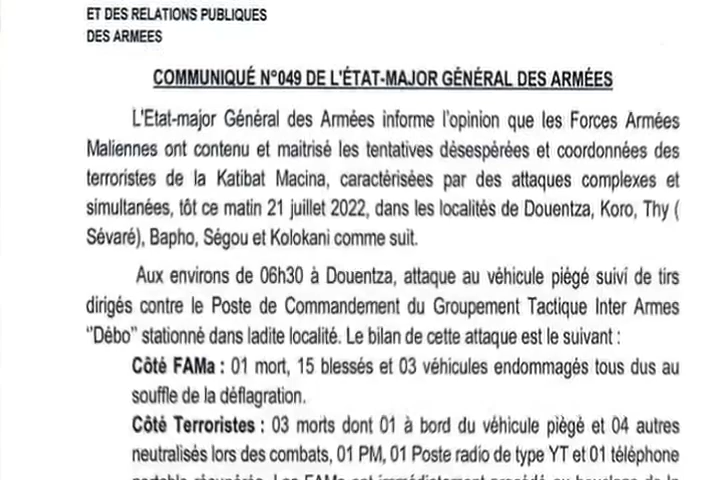 ET DES RELATIONS PUBLIQUES
DES ARMEES
COMMUNIQUÉ N°049 DE L'ÉTAT-MAJOR GÉNÉRAL DES ARMÉES
L'Etat-major Général des Armées informe l'opinion que les Forces Armées
Maliennes ont contenu et maitrisé les tentatives désespérées et coordonnées des
terroristes de la Katibat Macina, caractérisées par des attaques complexes et
simultanées, tôt ce matin 21 juillet 2022, dans les localités de Douentza, Koro, Thy (
Sévaré), Bapho, Ségou et Kolokani comme suit.
Aux environs de 06h30 à Douentza, attaque au véhicule piégé suivi de tirs
dirigés contre le Poste de Commandement du Groupement Tactique Inter Armes
"Débo" stationné dans ladite localité. Le bilan de cette attaque est le suivant :
Côté FAMa : 01 mort, 15 blessés et 03 véhicules endommagés tous dus au
souffle de la déflagration.
Côté Terroristes : 03 morts dont 01 à bord du véhicule piégé et 04 autres
neutralisés lors des combats, 01 PM, 01 Poste radio de type YT et 01 téléphone